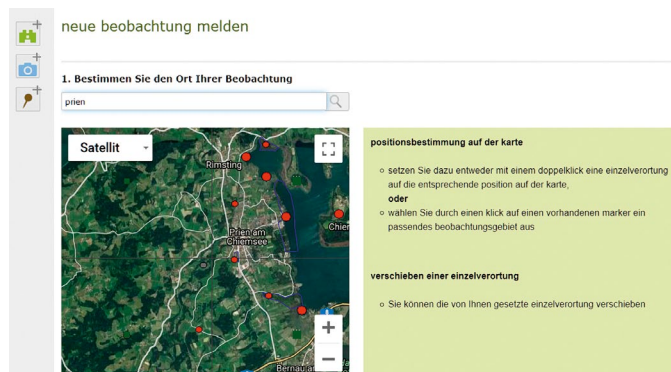 neue beobachtung melden
1. Bestimmen Sie den Ort Ihrer Beobachtung
prien
Satellit
Rimsting
Prien am
Chiemsee
Chier
Bernau a
+
−
positionsbestimmung auf der karte
setzen Sie dazu entweder mit einem doppelklick eine einzelverortung
auf die entsprechende position auf der karte,
oder
wählen Sie durch einen klick auf einen vorhandenen marker ein
passendes beobachtungsgebiet aus
verschieben einer einzelverortung
Sie können die von Ihnen gesetzte einzelverortung verschieben